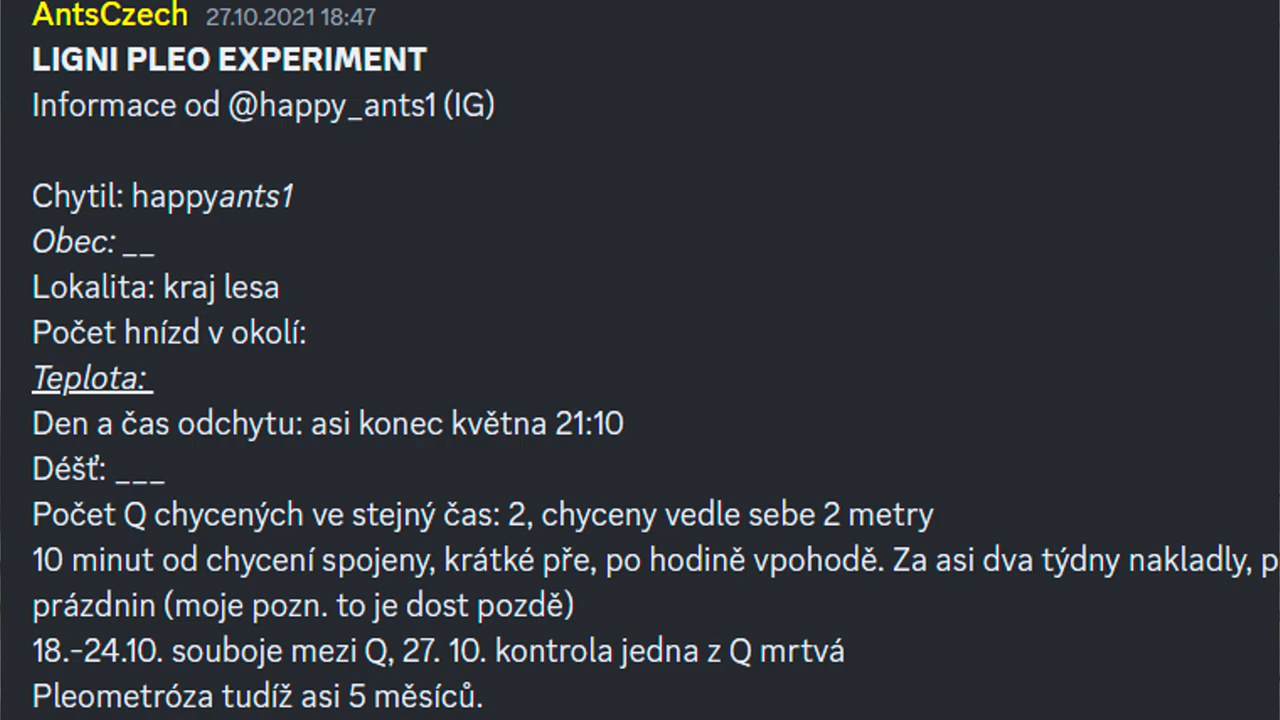 AntsCzech 27.10.2021 18:47
LIGNI PLEO EXPERIMENT
Informace od @happy_ants1 (IG)
Chytil: happyants1
Obec: __
Lokalita: kraj lesa
Počet hnízd v okolí:
Teplota:
Den a čas odchytu: asi konec května 21:10
Déšť: ___
Počet Q chycených ve stejný čas: 2, chyceny vedle sebe 2 metry
10 minut od chycení spojeny, krátké pře, po hodině vpohodě. Za asi dva týdny nakladly,
prázdnin (moje pozn. to je dost pozdě)
18.-24.10. souboje mezi Q, 27. 10. kontrola jedna z Q mrtvá
Pleometróza tudíž asi 5 měsíců.